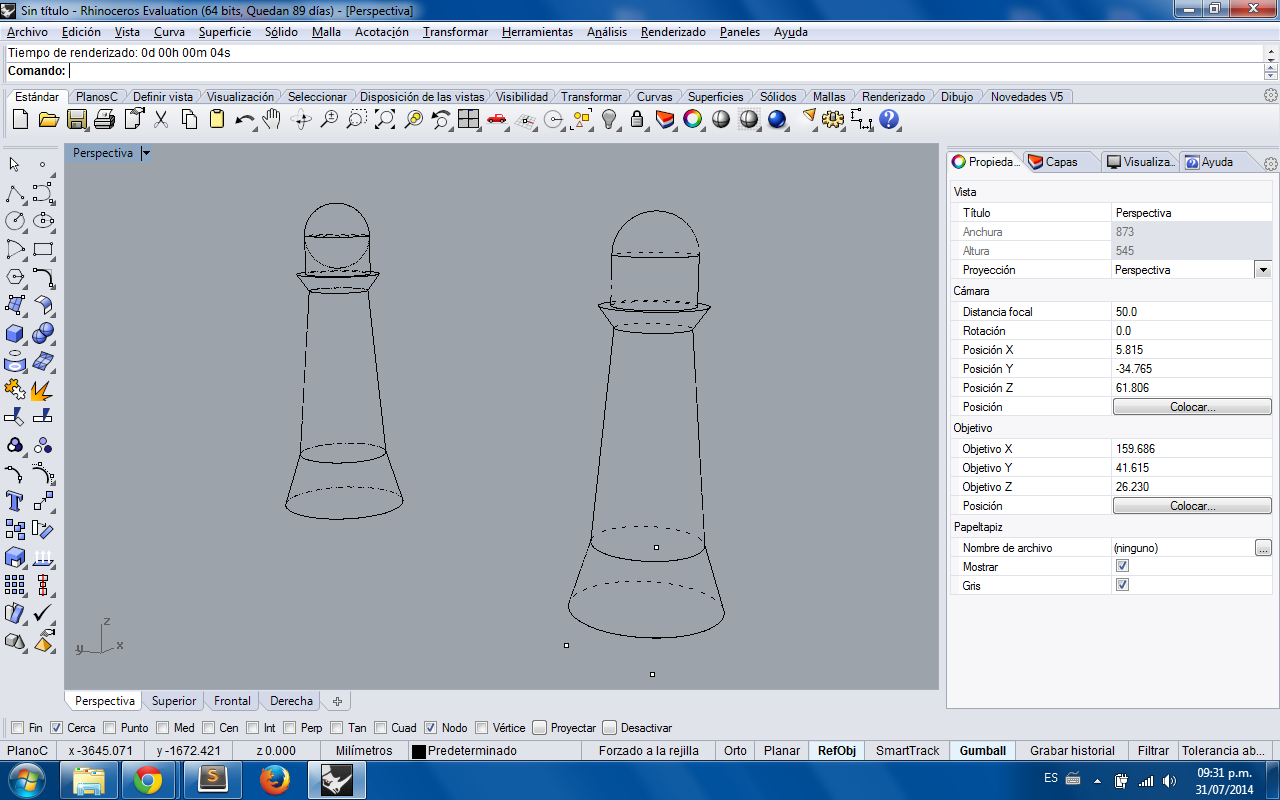 Sin título - Rhinoceros Evaluation (64 bits, Quedan 89 días) - [Perspectiva]
Archivo Edición Vista Curva Superficie Sólido Malla Acotación Transformar Herramientas Análisis Renderizado Paneles Ayuda
Tiempo de renderizado: 0d 00h 00m 04s
Comando:
Estándar PlanosC Definir vista Visualización Seleccionar Disposición de las vistas Visibilidad Transformar Curvas Superficies Sólidos Mallas Renderizado Dibujo Novedades V5
Perspectiva
Propieda... Capas Visualiza... Ayuda
Vista
Título Perspectiva
Anchura 873
Altura 545
Proyección Perspectiva
Cámara
Distancia focal 50.0
Rotación 0.0
Posición X 5.815
Posición Y -34.765
Posición Z 61.806
Posición Colocar...
Objetivo
Objetivo X 159.686
Objetivo Y 41.615
Objetivo Z 26.230
Posición Colocar...
Papeltapiz
Nombre de archivo (ninguno) ...
Mostrar
Gris
z
y x
Perspectiva Superior Frontal Derecha
Fin Cerca Punto Med Cen Int Perp Tan Cuad Nodo Vértice Proyectar Desactivar
PlanoC x -3645.071 y -1672.421 z 0.000 Milímetros Predeterminado Forzado a la rejilla Orto Planar RefObj SmartTrack Gumball Grabar historial Filtrar Tolerancia ab...
S
ES
09:31 p.m.
31/07/2014